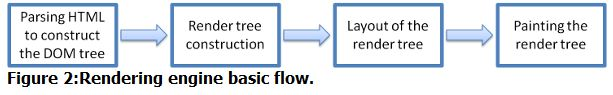 Parsing HTML
to construct
the DOM tree
Render tree
construction
Layout of the
render tree
Painting the
render tree
Figure 2:Rendering engine basic flow.